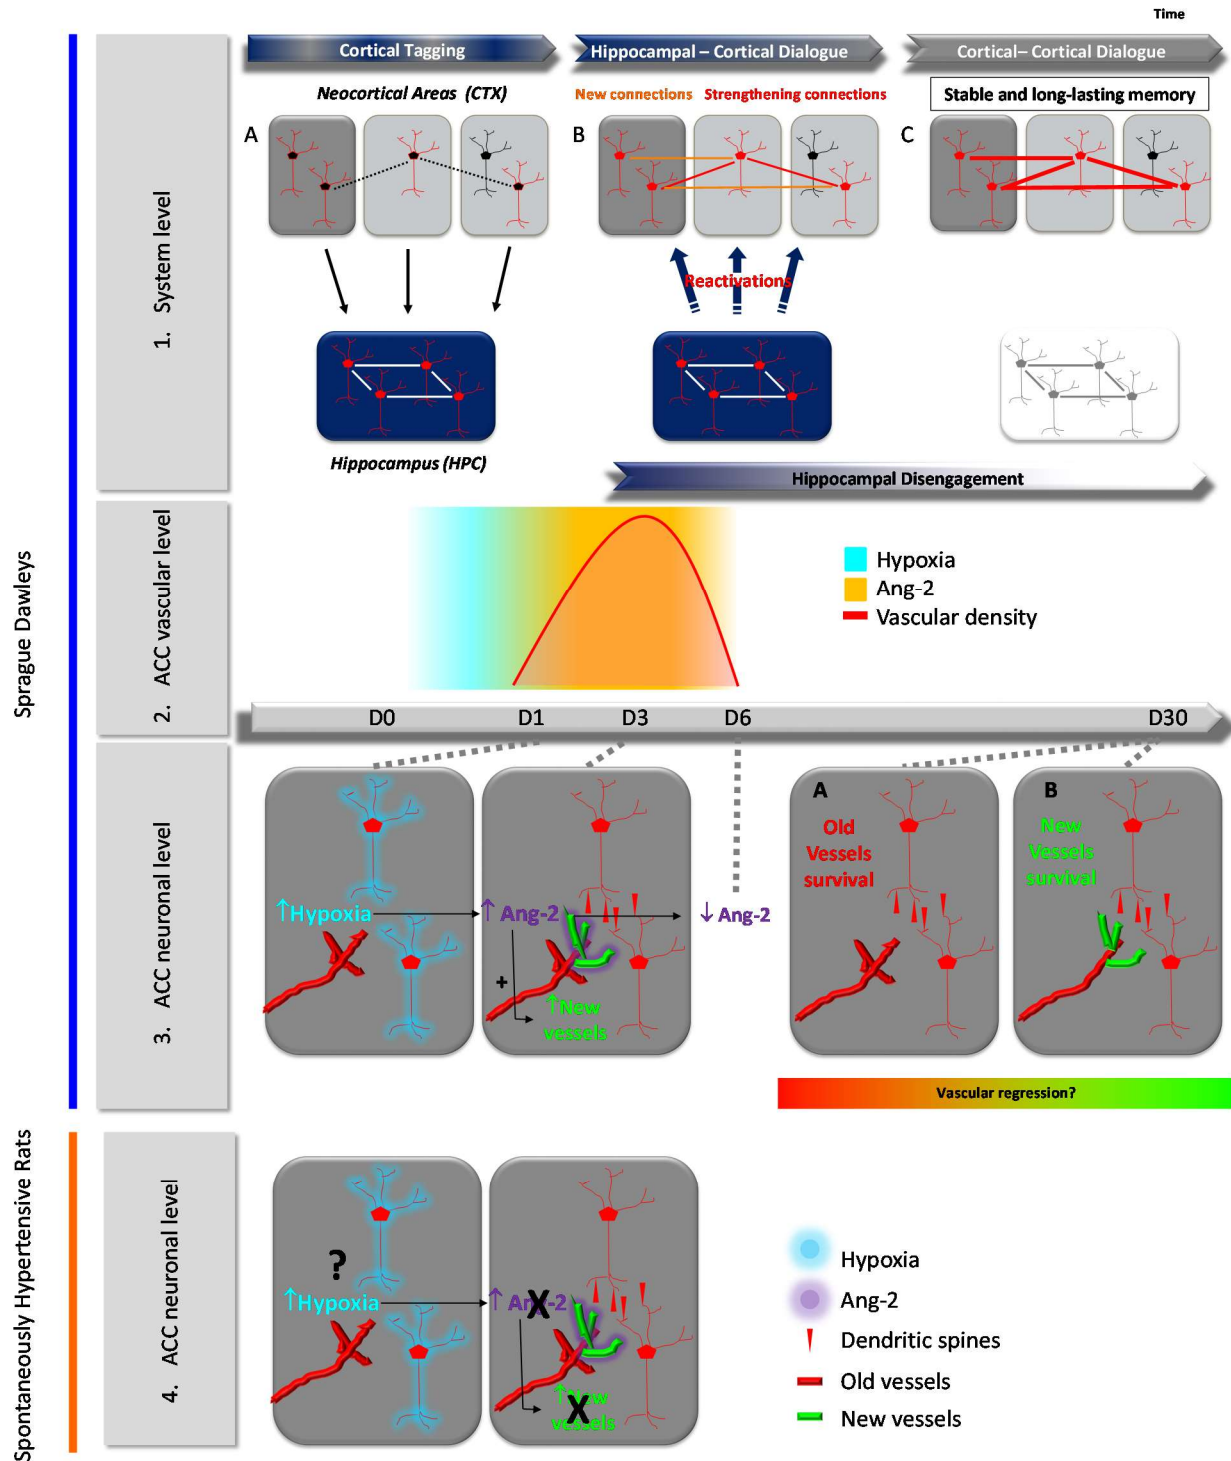 Time
Cortical Tagging
Hippocampal – Cortical Dialogue
Cortical– Cortical Dialogue
Neocortical Areas (CTX)
New connections
Strengthening connections
Stable and long-lasting memory
A
B
C
Reactivations
Hippocampus (HPC)
Hippocampal Disengagement
1. System level
Sprague Dawleys
2. ACC vascular level
Hypoxia
Ang-2
Vascular density
D0
D1
D3
D6
D30
3. ACC neuronal level
↑Hypoxia
↑ Ang-2
+
↑New
vessels
↓ Ang-2
A
Old
Vessels
survival
B
New
Vessels
survival
Vascular regression?
Spontaneously Hypertensive Rats
4. ACC neuronal level
?
↑Hypoxia
↑ Ang-2
X
↑New
vessels
X
Hypoxia
Ang-2
Dendritic spines
Old vessels
New vessels